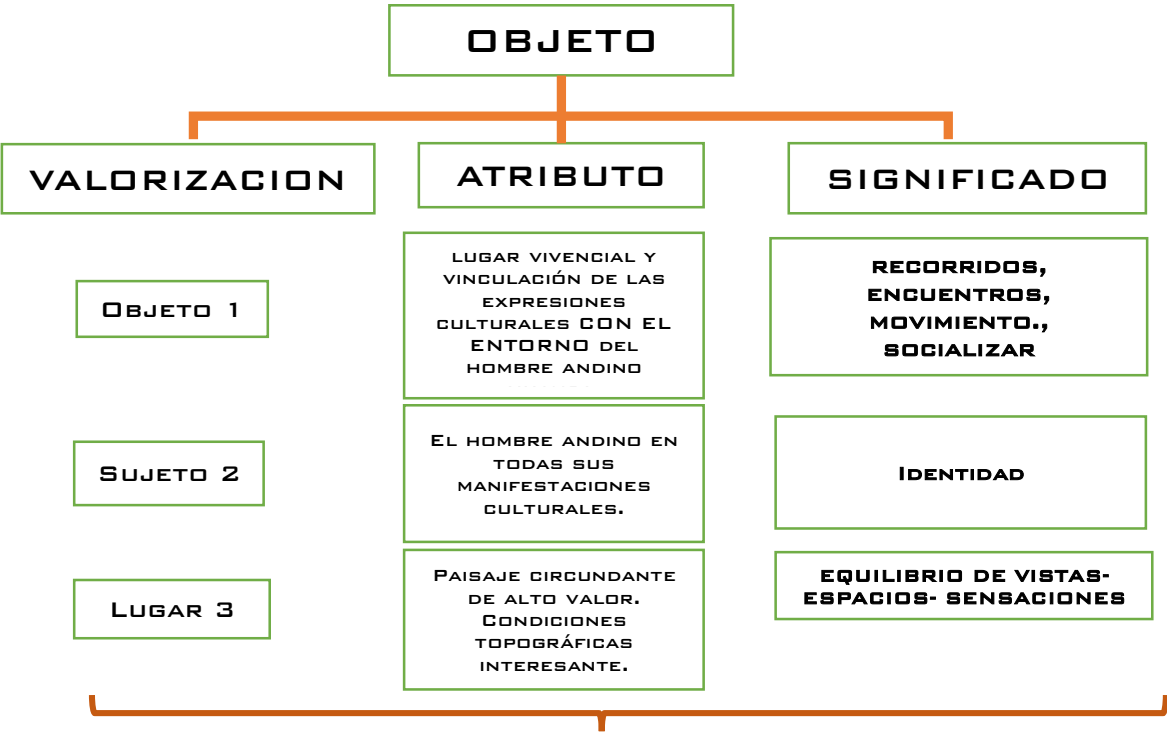 OBJETO
VALORIZACION
ATRIBUTO
SIGNIFICADO
Objeto 1
LUGAR VIVENCIAL Y
VINCULACIÓN DE LAS
EXPRESIONES
CULTURALES CON EL
ENTORNO DEL
HOMBRE ANDINO
RECORRIDOS,
ENCUENTROS,
MOVIMIENTO.,
SOCIALIZAR
Sujeto 2
El hombre andino en
todas sus
manifestaciones
culturales.
Identidad
Lugar 3
Paisaje circundante
de alto valor.
Condiciones
topográficas
interesante.
EQUILIBRIO DE VISTAS-
ESPACIOS- SENSACIONES